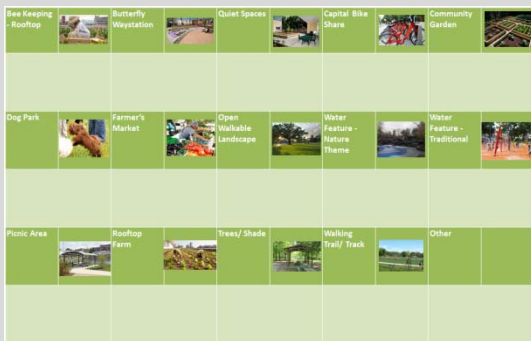 Bee Keeping
- Rooftop
Butterfly
Waystation
Quiet Spaces
Capital Bike
Share
Community
Garden
Dog Park
Farmer's
Market
Open
Walkable
Landscape
Water
Feature -
Nature
Theme
Water
Feature -
Traditional
Picnic Area
Rooftop
Farm
Trees/ Shade
Walking
Trail/ Track
Other